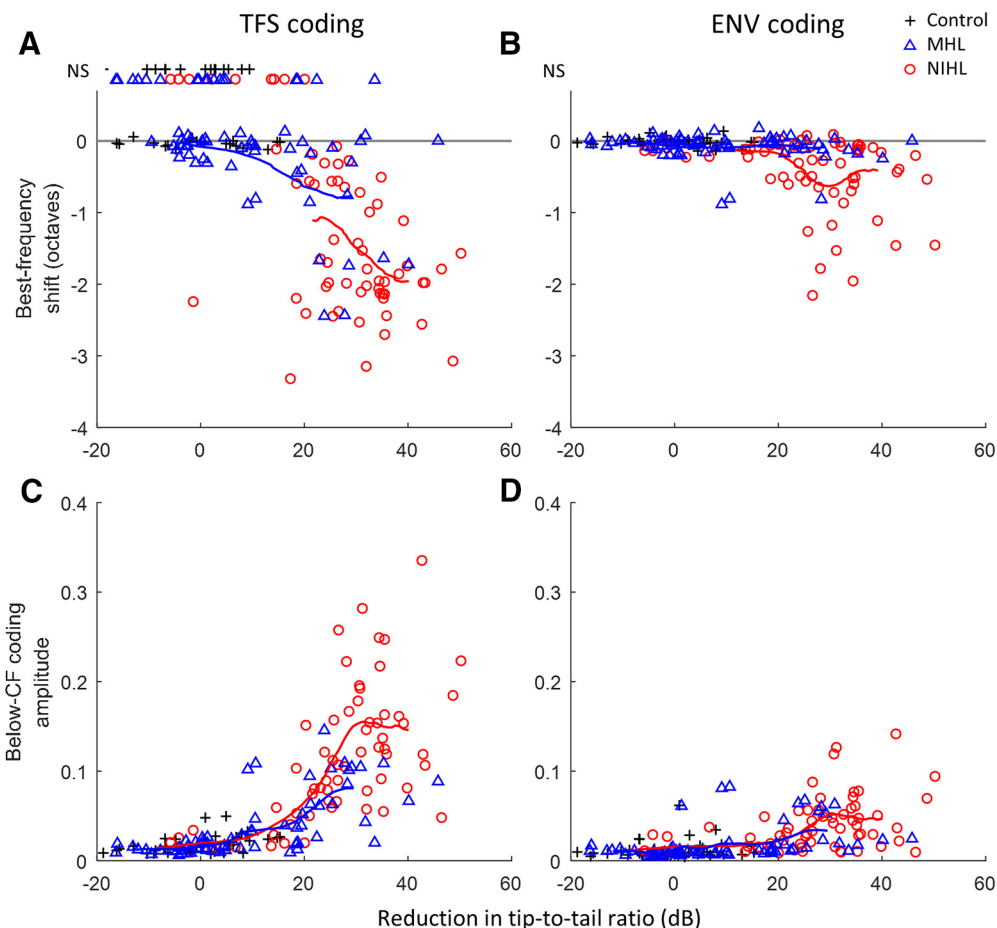 TFS coding
ENV coding
+ Control
△ MHL
○ NIHL
A
NS
0
-1
-2
-3
-4
-20 0 20 40 60
Best-frequency
shift (octaves)
B
NS
0
-1
-2
-3
-4
-20 0 20 40 60
C
0.4
0.3
0.2
0.1
0
-20 0 20 40 60
Below-CF coding
amplitude
D
0.4
0.3
0.2
0.1
0
-20 0 20 40 60
Reduction in tip-to-tail ratio (dB)